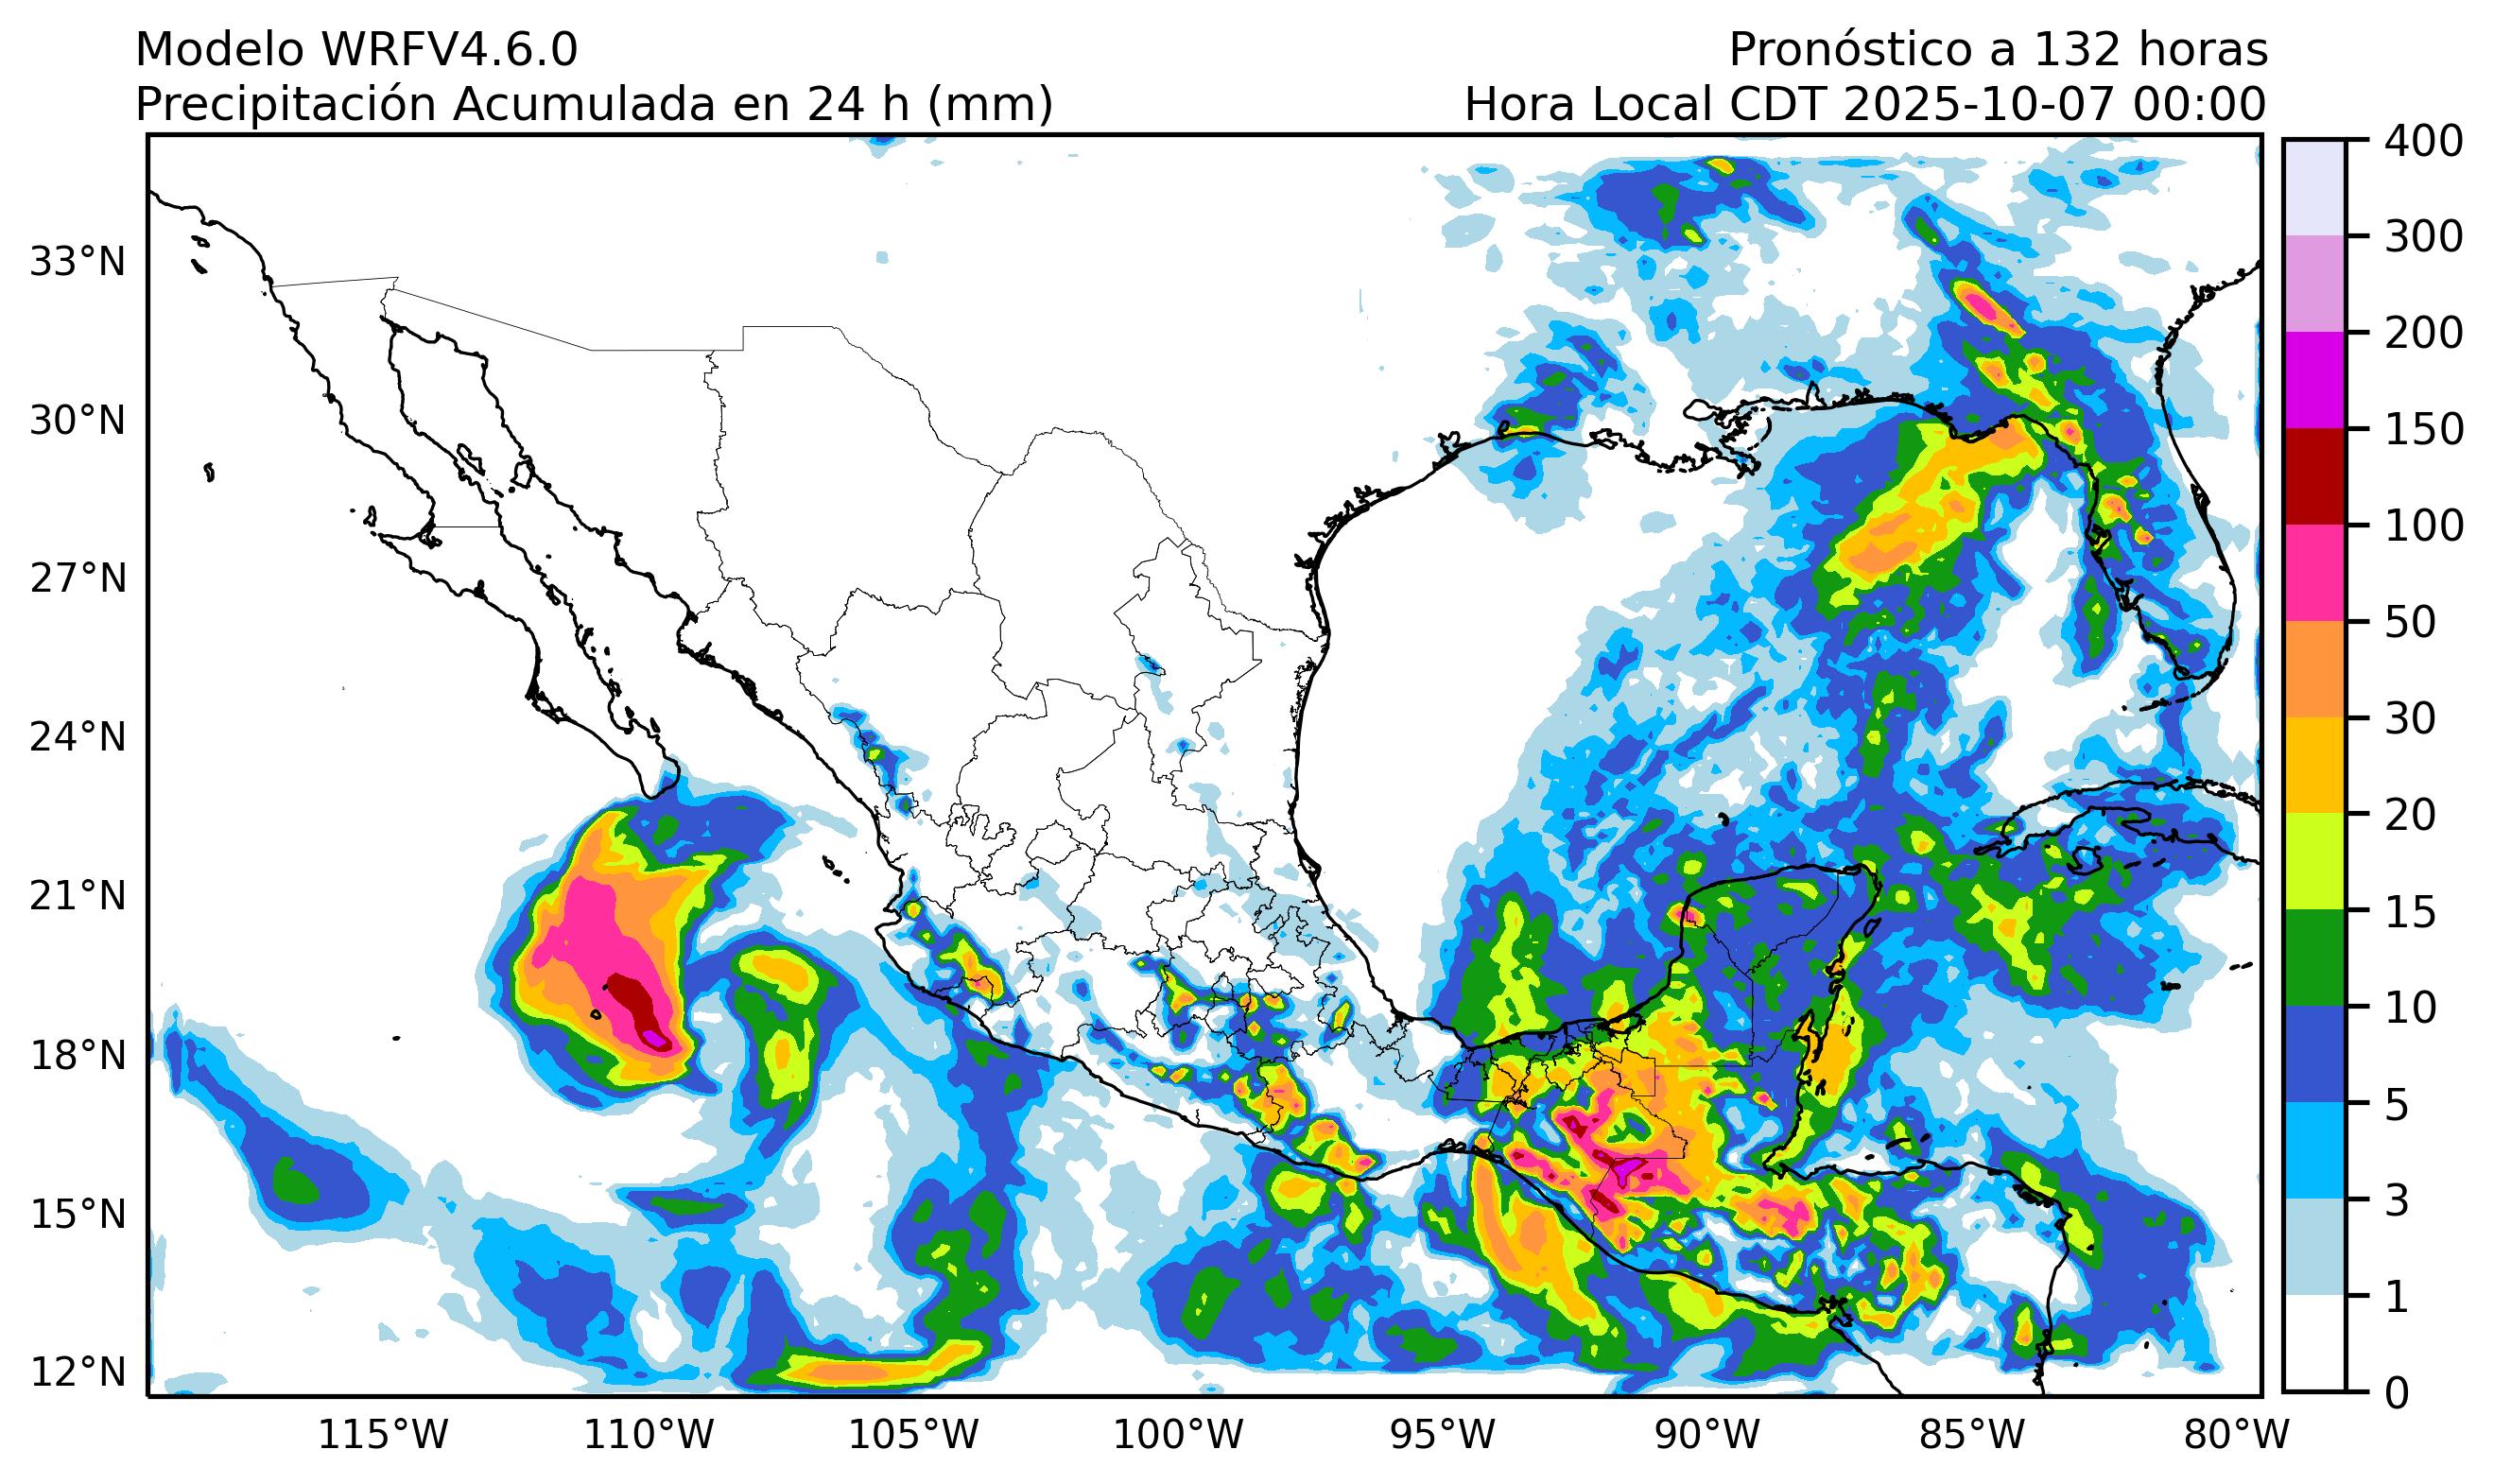 Modelo WRFV4.6.0
Pronóstico a 132 horas
Precipitación Acumulada en 24 h (mm)
Hora Local CDT 2025-10-07 00:00
33°N
30°N
27°N
24°N
21°N
18°N
15°N
12°N
115°W
110°W
105°W
100°W
95°W
90°W
85°W
80°W
400
300
200
150
100
50
30
20
15
10
5
3
1
0